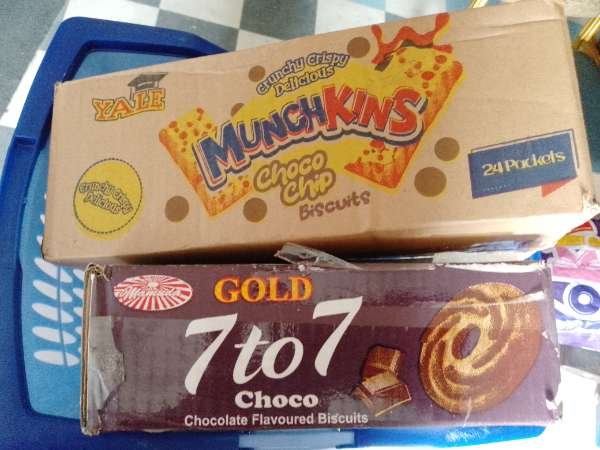 YALE
Crunchy Crispy
Delicious
MUNCHKINS
Choco
Chip
Biscuits
Crunchy Crispy
Delicious
24 Packets
GOLD
7to7
Choco
Chocolate Flavoured Biscuits